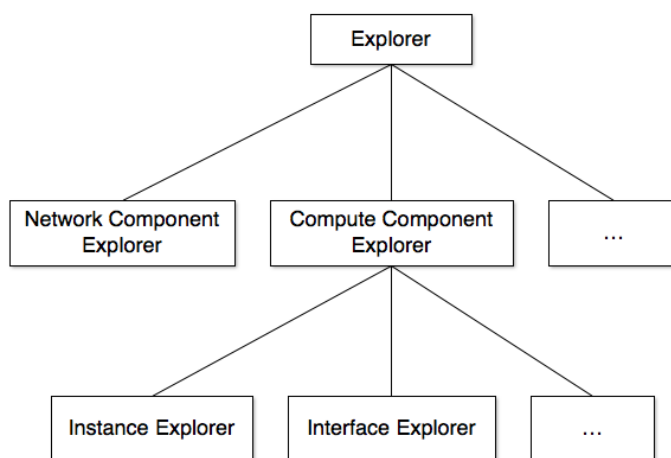 Explorer
Network Component
Explorer
Compute Component
Explorer
...
Instance Explorer
Interface Explorer
...